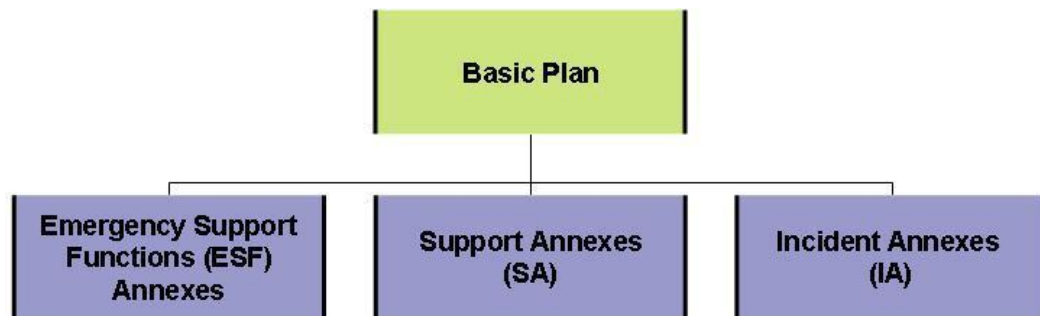 Basic Plan
Emergency Support
Functions (ESF)
Annexes
Support Annexes
(SA)
Incident Annexes
(IA)